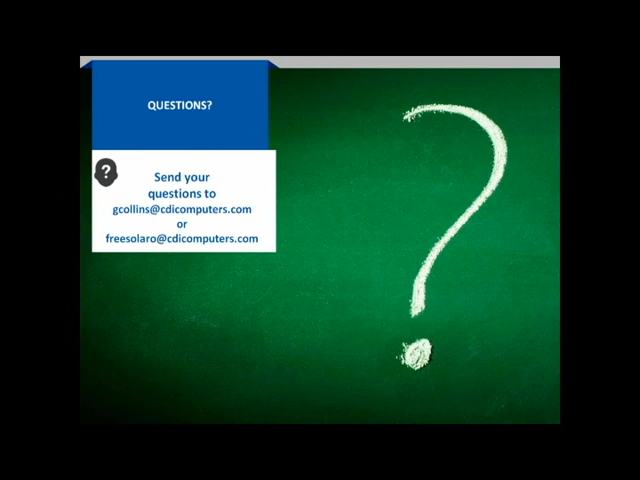 QUESTIONS?
?
Send your
questions to
gcollins@cdicomputers.com
or
freesolaro@cdicomputers.com
?